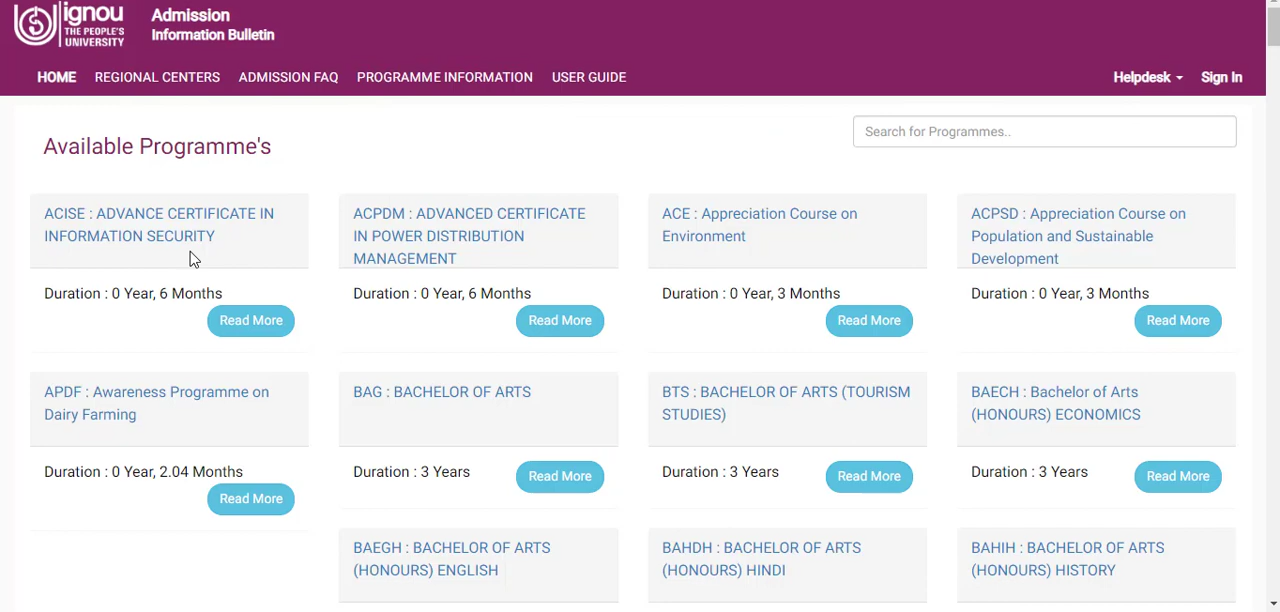 ignou
THE PEOPLE'S
UNIVERSITY
Admission
Information Bulletin
HOME REGIONAL CENTERS ADMISSION FAQ PROGRAMME INFORMATION USER GUIDE Helpdesk Sign In
Available Programme's
Search for Programmes..
ACISE : ADVANCE CERTIFICATE IN
INFORMATION SECURITY
Duration : 0 Year, 6 Months
Read More
ACPDM : ADVANCED CERTIFICATE
IN POWER DISTRIBUTION
MANAGEMENT
Duration : 0 Year, 6 Months
Read More
ACE : Appreciation Course on
Environment
Duration : 0 Year, 3 Months
Read More
ACPSD : Appreciation Course on
Population and Sustainable
Development
Duration : 0 Year, 3 Months
Read More
APDF : Awareness Programme on
Dairy Farming
Duration : 0 Year, 2.04 Months
Read More
BAG : BACHELOR OF ARTS
Duration : 3 Years
Read More
BTS : BACHELOR OF ARTS (TOURISM
STUDIES)
Duration : 3 Years
Read More
BAECH : Bachelor of Arts
(HONOURS) ECONOMICS
Duration : 3 Years
Read More
BAEGH : BACHELOR OF ARTS
(HONOURS) ENGLISH
BAHDH : BACHELOR OF ARTS
(HONOURS) HINDI
BAHIH : BACHELOR OF ARTS
(HONOURS) HISTORY